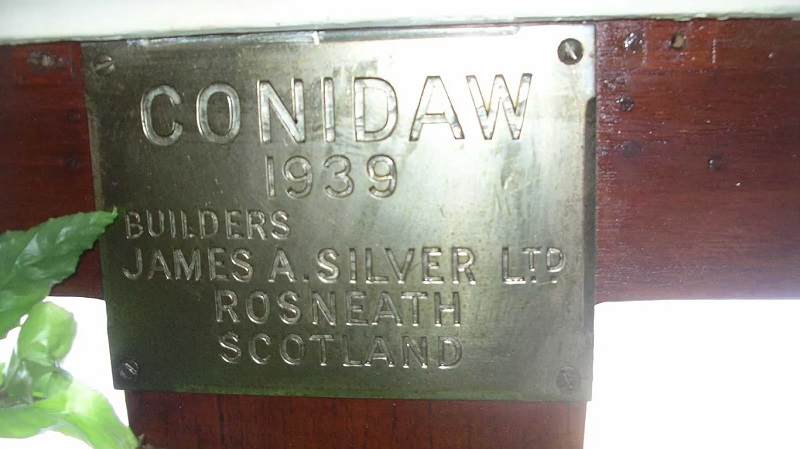 CONIDAW
1939
BUILDERS
JAMES A. SILVER LTD
ROSNEATH
SCOTLAND